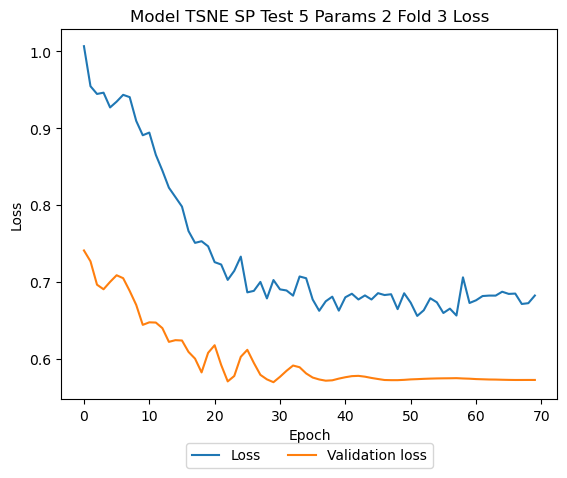 Model TSNE SP Test 5 Params 2 Fold 3 Loss
Loss
1.0
0.9
0.8
0.7
0.6
0 10 20 30 40 50 60 70
Epoch
Loss Validation loss